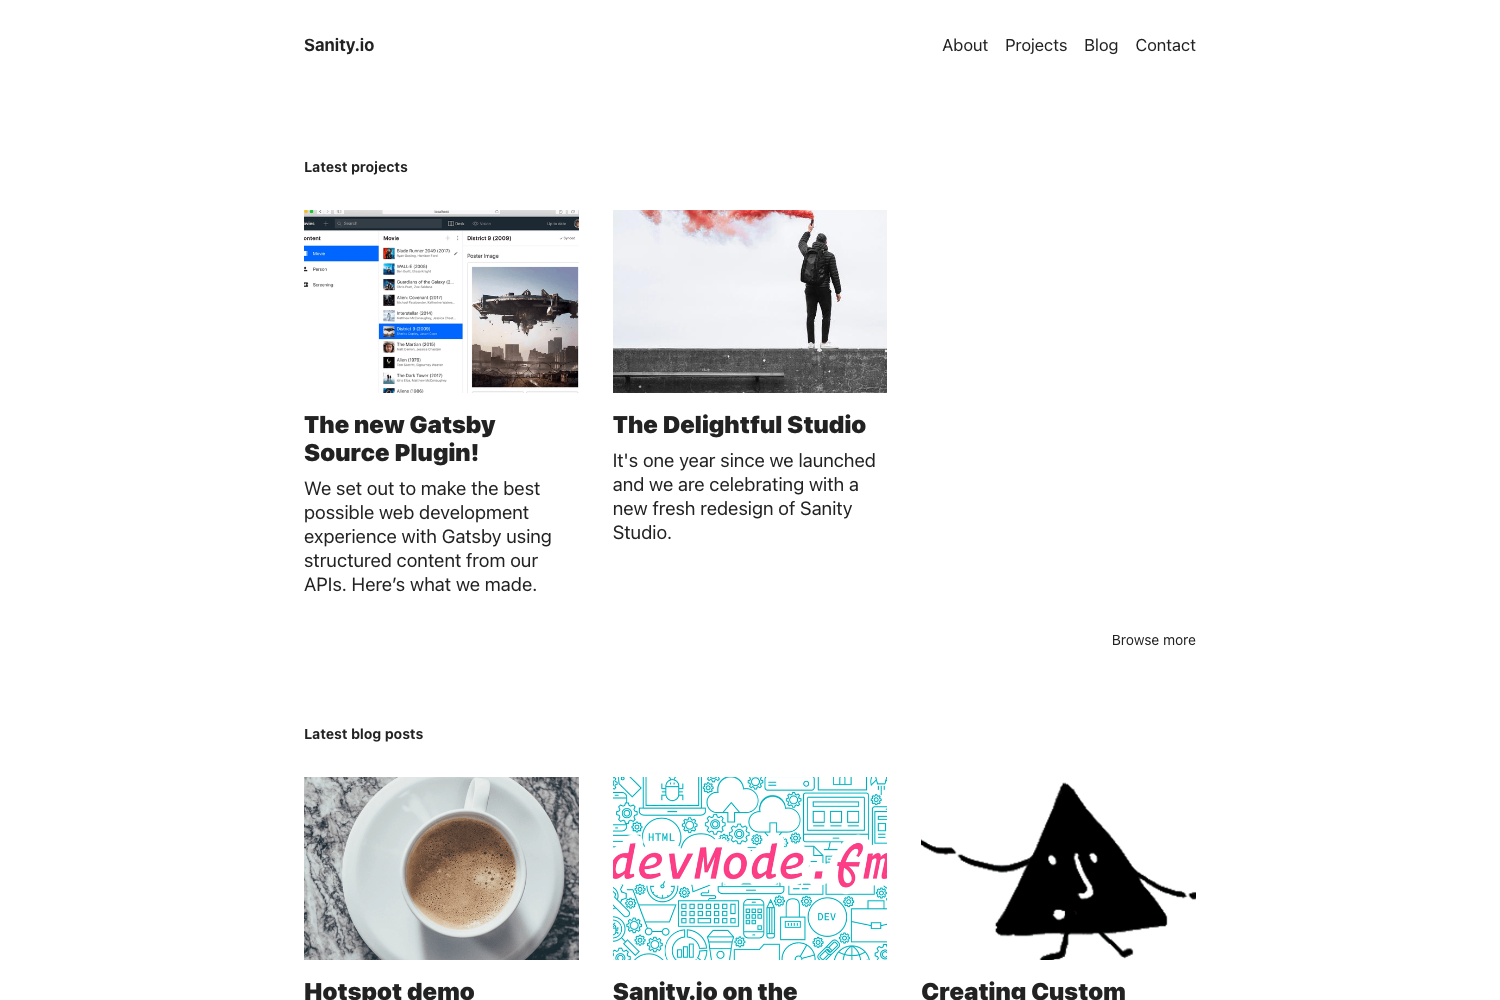 Sanity.io
About Projects Blog Contact
Latest projects
Search
Desk
Movie
District 9 (2009)
Movie
Blade Runner 2049 (2017)
Poster Image
Person
WALL·E (2008)
Screening
Guardians of the Galaxy (2...
Alien: Covenant (2017)
Interstellar (2014)
District 9 (2009)
The Martian (2015)
Alien (1979)
The Dark Tower (2017)
Aliens (1986)
The new Gatsby
Source Plugin!
We set out to make the best
possible web development
experience with Gatsby using
structured content from our
APIs. Here’s what we made.
The Delightful Studio
It's one year since we launched
and we are celebrating with a
new fresh redesign of Sanity
Studio.
Browse more
Latest blog posts
HTML
devMode.fm
DEV
Hotspot demo
Sanity.io on the
Creating Custom